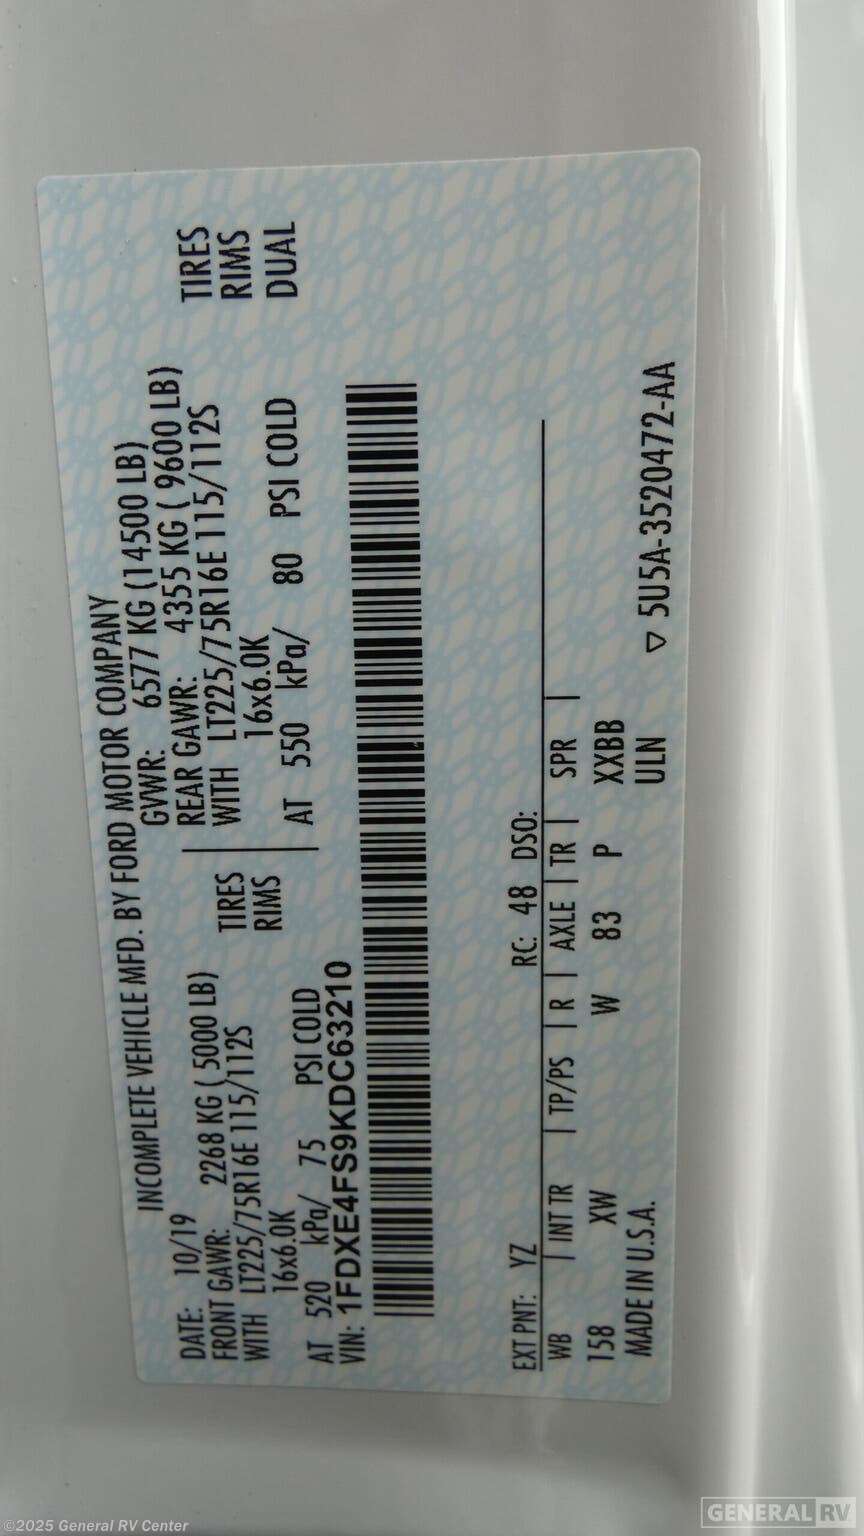 INCOMPLETE VEHICLE MFD. BY FORD MOTOR COMPANY
DATE: 10/19 GVWR: 6577 KG (14500 LB)
FRONT GAWR: 2268 KG ( 5000 LB) REAR GAWR: 4355 KG ( 9600 LB)
WITH LT225/75R16E 115/112S TIRES WITH LT225/75R16E 115/112S TIRES
16x6.0K RIMS 16x6.0K RIMS
AT 520 kPa/ 75 PSI COLD AT 550 kPa/ 80 PSI COLD DUAL
VIN: 1FDXE4FS9KDC63210
EXT PNT: YZ RC: 48 DSO:
WB INT TR TP/PS R AXLE TR SPR
158 XW W 83 P XXBB
MADE IN U.S.A. ULN ▽ 5U5A-3520472-AA
©2025 General RV Center
GENERAL RV